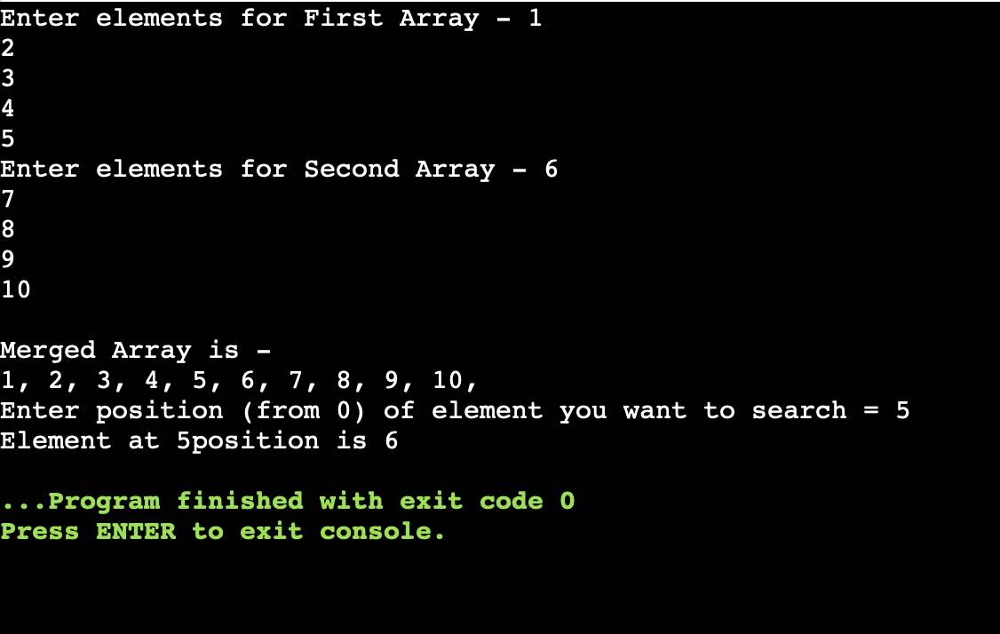 Enter elements for First Array - 1
2
3
4
5
Enter elements for Second Array - 6
7
8
9
10
Merged Array is -
1, 2, 3, 4, 5, 6, 7, 8, 9, 10,
Enter position (from 0) of element you want to search = 5
Element at 5position is 6
...Program finished with exit code 0
Press ENTER to exit console.